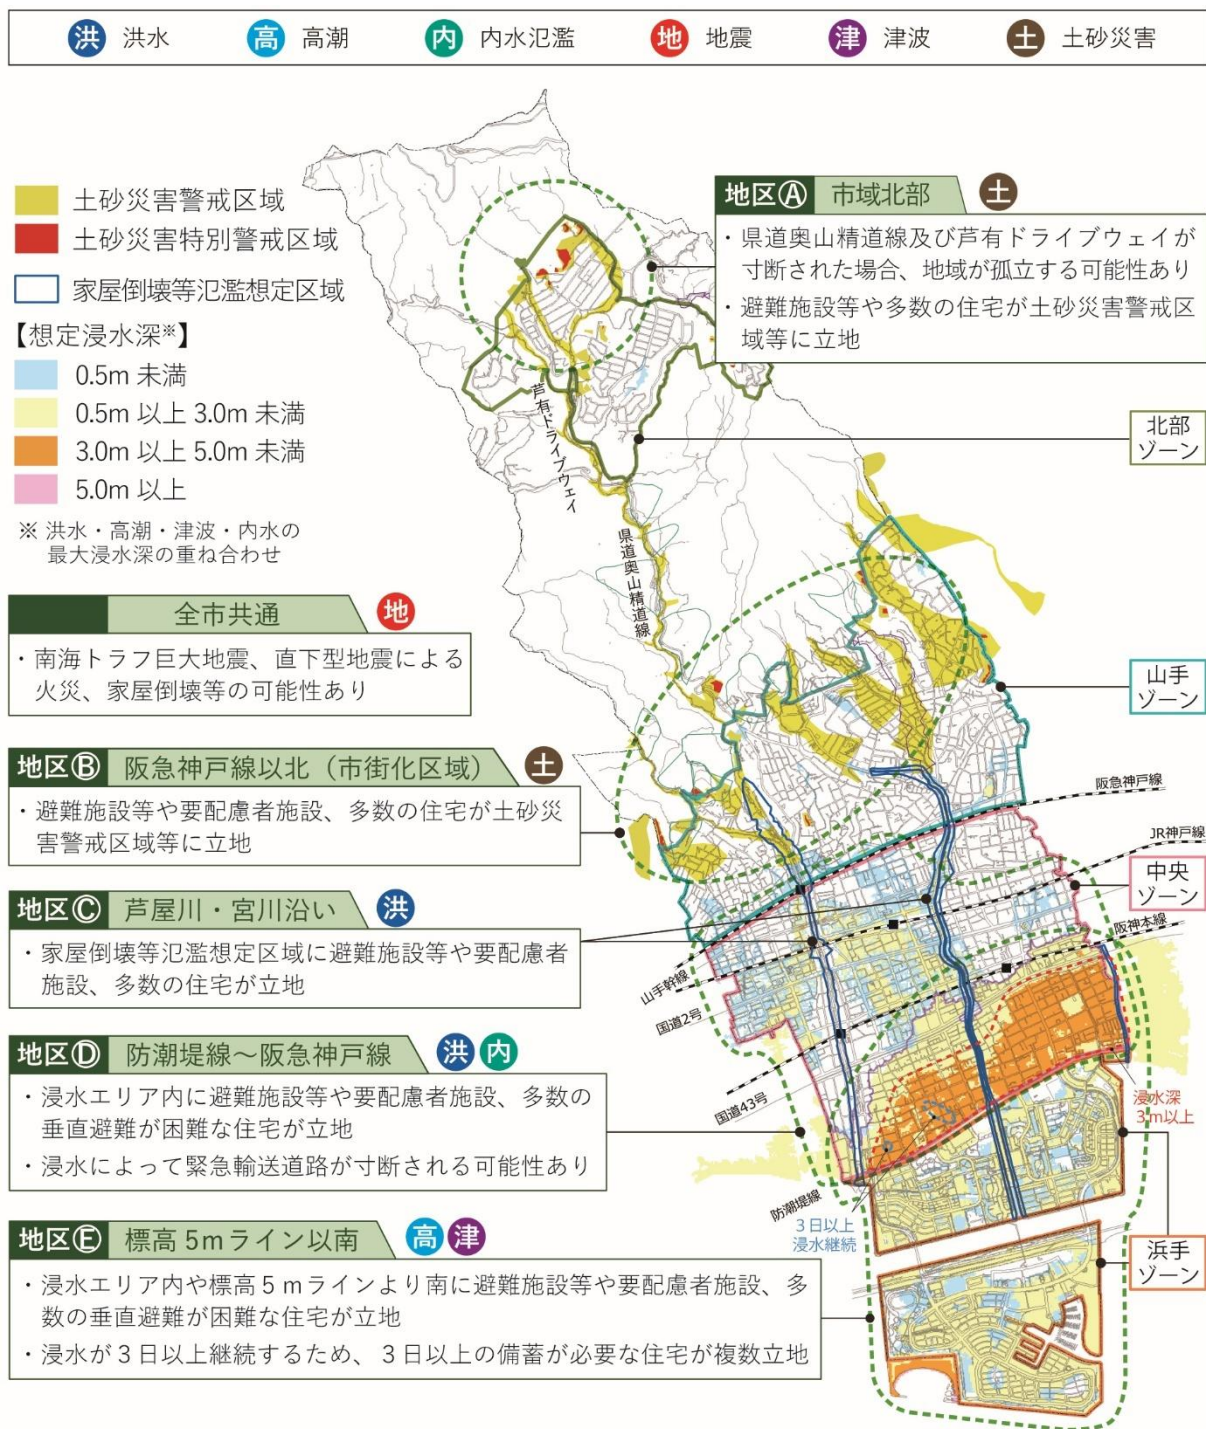 洪 洪水 高 高潮 内 内水氾濫 地 地震 津 津波 土 土砂災害
土砂災害警戒区域
土砂災害特別警戒区域
家屋倒壊等氾濫想定区域
【想定浸水深※】
0.5m 未満
0.5m 以上 3.0m 未満
3.0m 以上 5.0m 未満
5.0m 以上
※ 洪水・高潮・津波・内水の
最大浸水深の重ね合わせ
地区Ⓐ 市域北部 土
・県道奥山精道線及び芦有ドライブウェイが
寸断された場合、地域が孤立する可能性あり
・避難施設等や多数の住宅が土砂災害警戒区
域等に立地
北部
ゾーン
芦有ドライブウェイ
県道奥山精道線
全市共通 地
・南海トラフ巨大地震、直下型地震による
火災、家屋倒壊等の可能性あり
山手
ゾーン
地区Ⓑ 阪急神戸線以北（市街化区域） 土
・避難施設等や要配慮者施設、多数の住宅が土砂災
害警戒区域等に立地
阪急神戸線
JR神戸線
中央
ゾーン
阪神本線
地区Ⓒ 芦屋川・宮川沿い 洪
・家屋倒壊等氾濫想定区域に避難施設等や要配慮者
施設、多数の住宅が立地
山手幹線
国道2号
国道43号
地区Ⓓ 防潮堤線～阪急神戸線 洪 内
・浸水エリア内に避難施設等や要配慮者施設、多数の
垂直避難が困難な住宅が立地
・浸水によって緊急輸送道路が寸断される可能性あり
浸水深
3m以上
防潮堤線
３日以上
浸水継続
浜手
ゾーン
地区Ⓔ 標高 5mライン以南 高 津
・浸水エリア内や標高５ｍラインより南に避難施設等や要配慮者施設、多
数の垂直避難が困難な住宅が立地
・浸水が３日以上継続するため、３日以上の備蓄が必要な住宅が複数立地